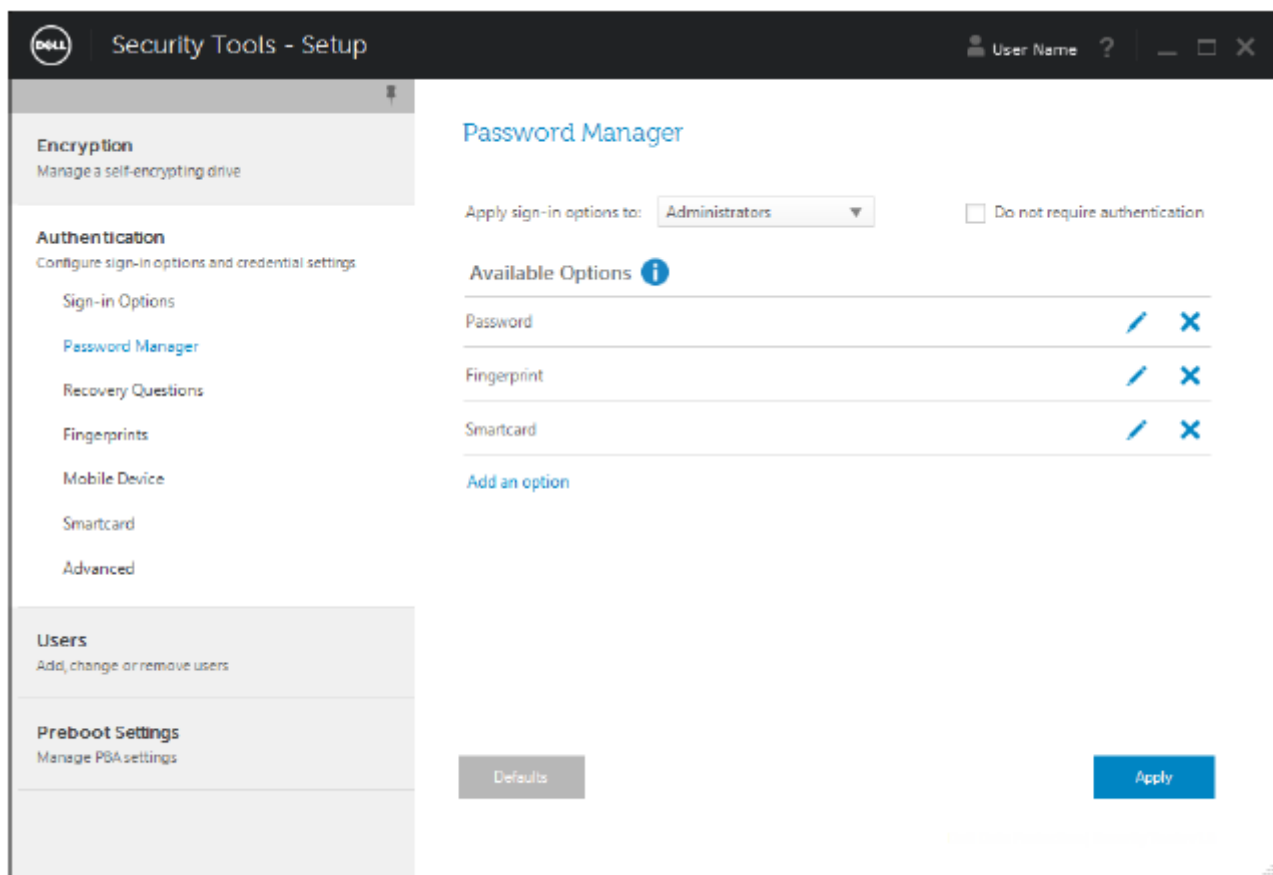 DELL
Security Tools - Setup
User Name ?
Encryption
Manage a self-encrypting drive
Authentication
Configure sign-in options and credential settings
Sign-in Options
Password Manager
Recovery Questions
Fingerprints
Mobile Device
Smartcard
Advanced
Users
Add, change or remove users
Preboot Settings
Manage PBA settings
Password Manager
Apply sign-in options to: Administrators
Do not require authentication
Available Options i
Password
Fingerprint
Smartcard
Add an option
Defaults
Apply